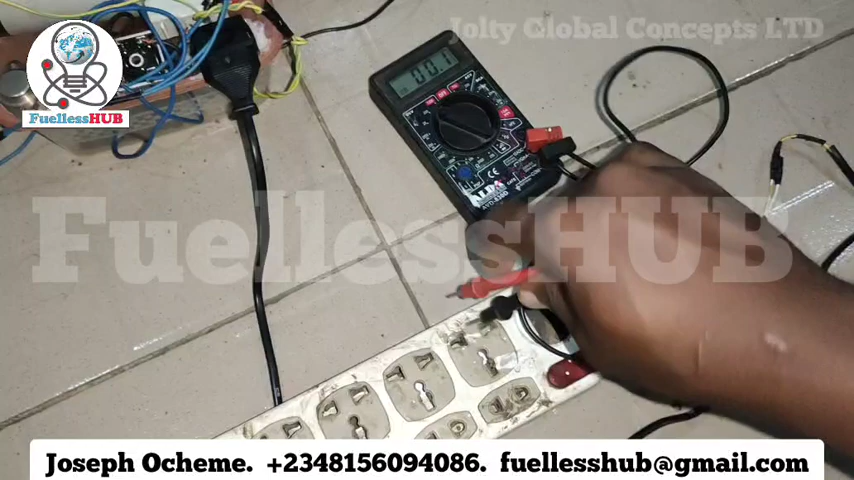 Jolty Global Concepts LTD
FuellessHUB
00.1
FuellessHUB
Joseph Ocheme. +2348156094086. fuellesshub@gmail.com